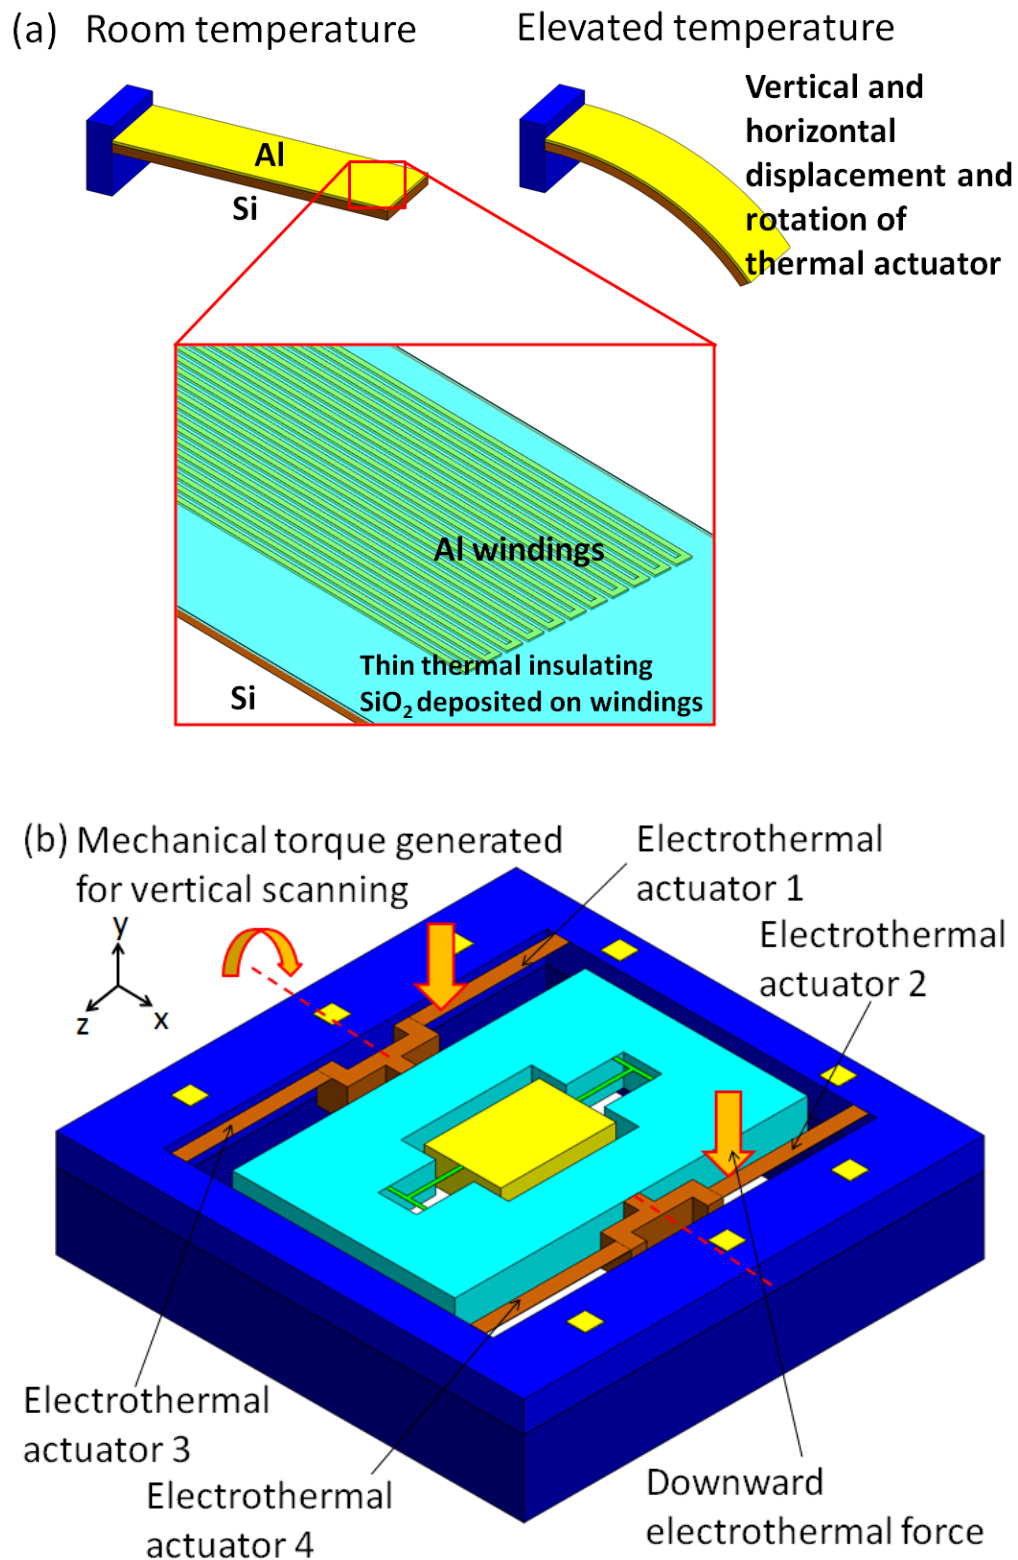 (a) Room temperature
Elevated temperature
Al
Si
Vertical and
horizontal
displacement and
rotation of
thermal actuator
Al windings
Thin thermal insulating
SiO₂ deposited on windings
Si
(b) Mechanical torque generated
for vertical scanning
Electrothermal
actuator 1
Electrothermal
actuator 2
y
z
x
Electrothermal
actuator 3
Electrothermal
actuator 4
Downward
electrothermal force